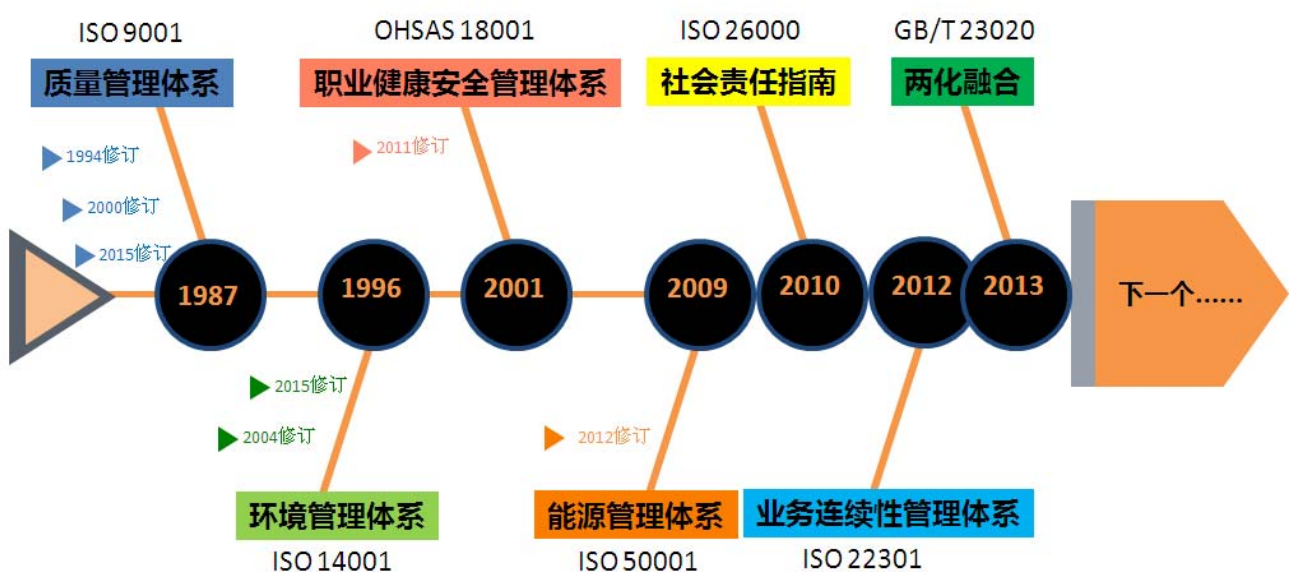 ISO 9001
质量管理体系
OHSAS 18001
职业健康安全管理体系
ISO 26000
社会责任指南
GB/T 23020
两化融合
1994修订
2000修订
2015修订
2011修订
1987
1996
2001
2009
2010
2012
2013
下一个……
2015修订
2004修订
2012修订
环境管理体系
ISO 14001
能源管理体系
ISO 50001
业务连续性管理体系
ISO 22301